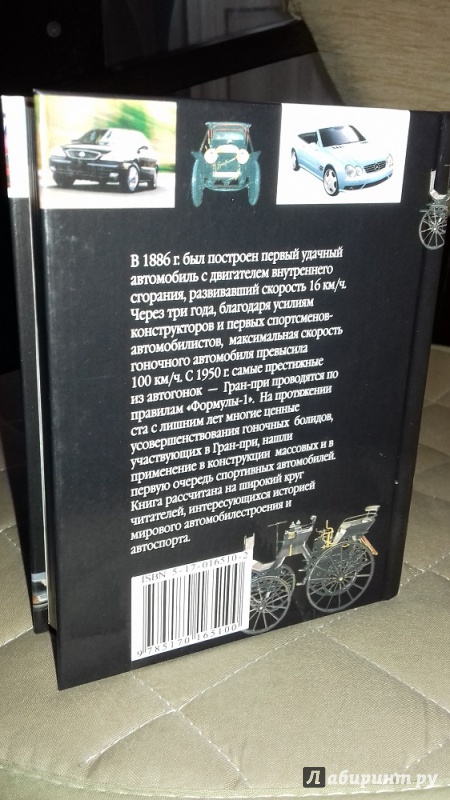 В 1886 г. был построен первый удачный
автомобиль с двигателем внутреннего
сгорания, развивавший скорость 16 км/ч.
Через три года, благодаря усилиям
конструкторов и первых спортсменов-
автомобилистов, максимальная скорость
гоночного автомобиля превысила
100 км/ч. С 1950 г. самые престижные
из автогонок — Гран-при проводятся по
правилам «Формулы-1». На протяжении
ста с лишним лет многие ценные
усовершенствования гоночных болидов,
участвующих в Гран-при, нашли
применение в конструкции массовых и в
первую очередь спортивных автомобилей.
Книга рассчитана на широкий круг
читателей, интересующихся историей
мирового автомобилестроения и
автоспорта.
ISBN 5-17-016510-2
9 785170 165100
Лабиринт.ру